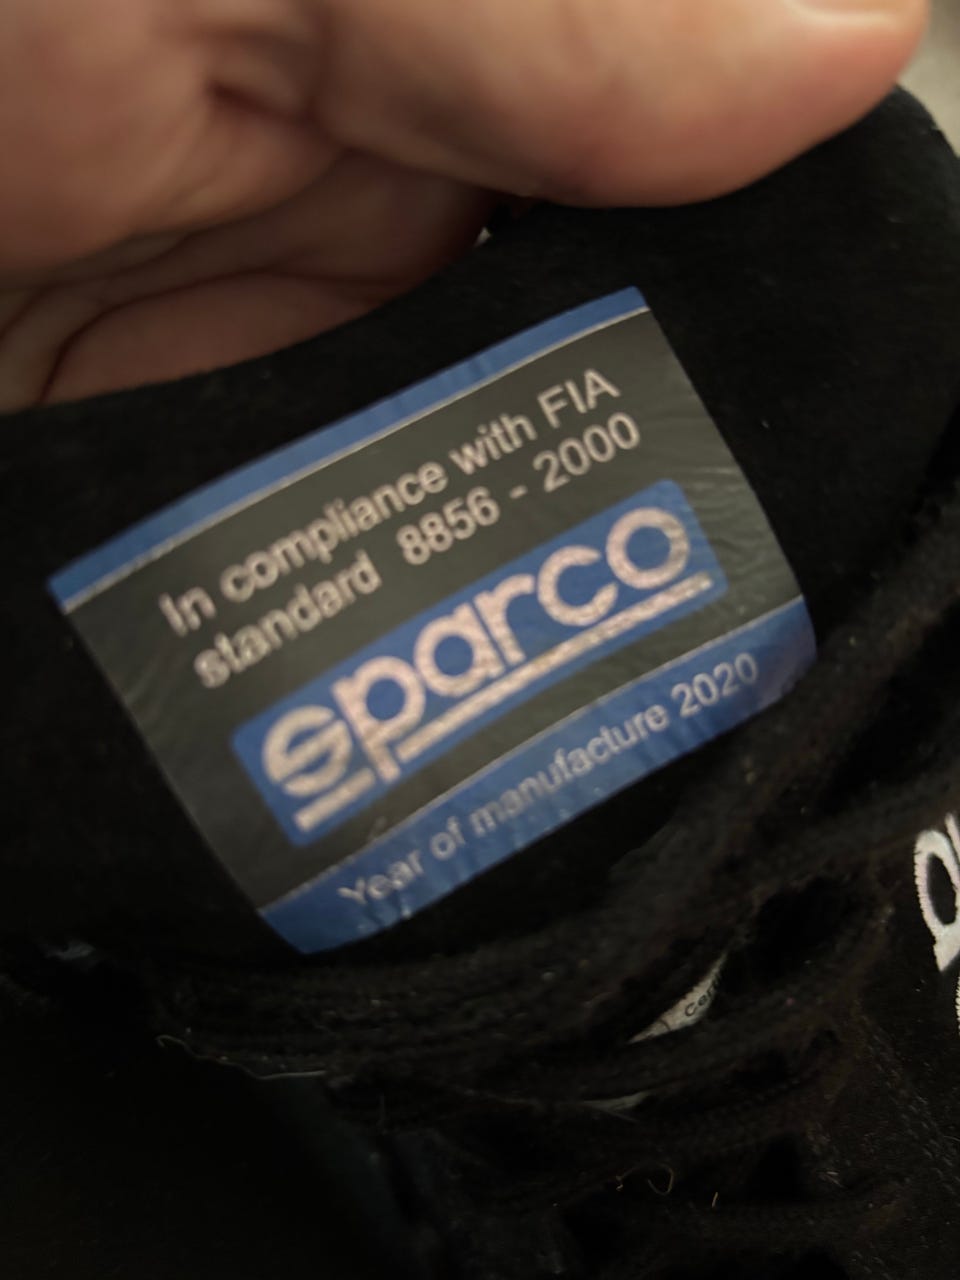 In compliance with FIA
standard 8856 - 2000
sparco
Year of manufacture 2020